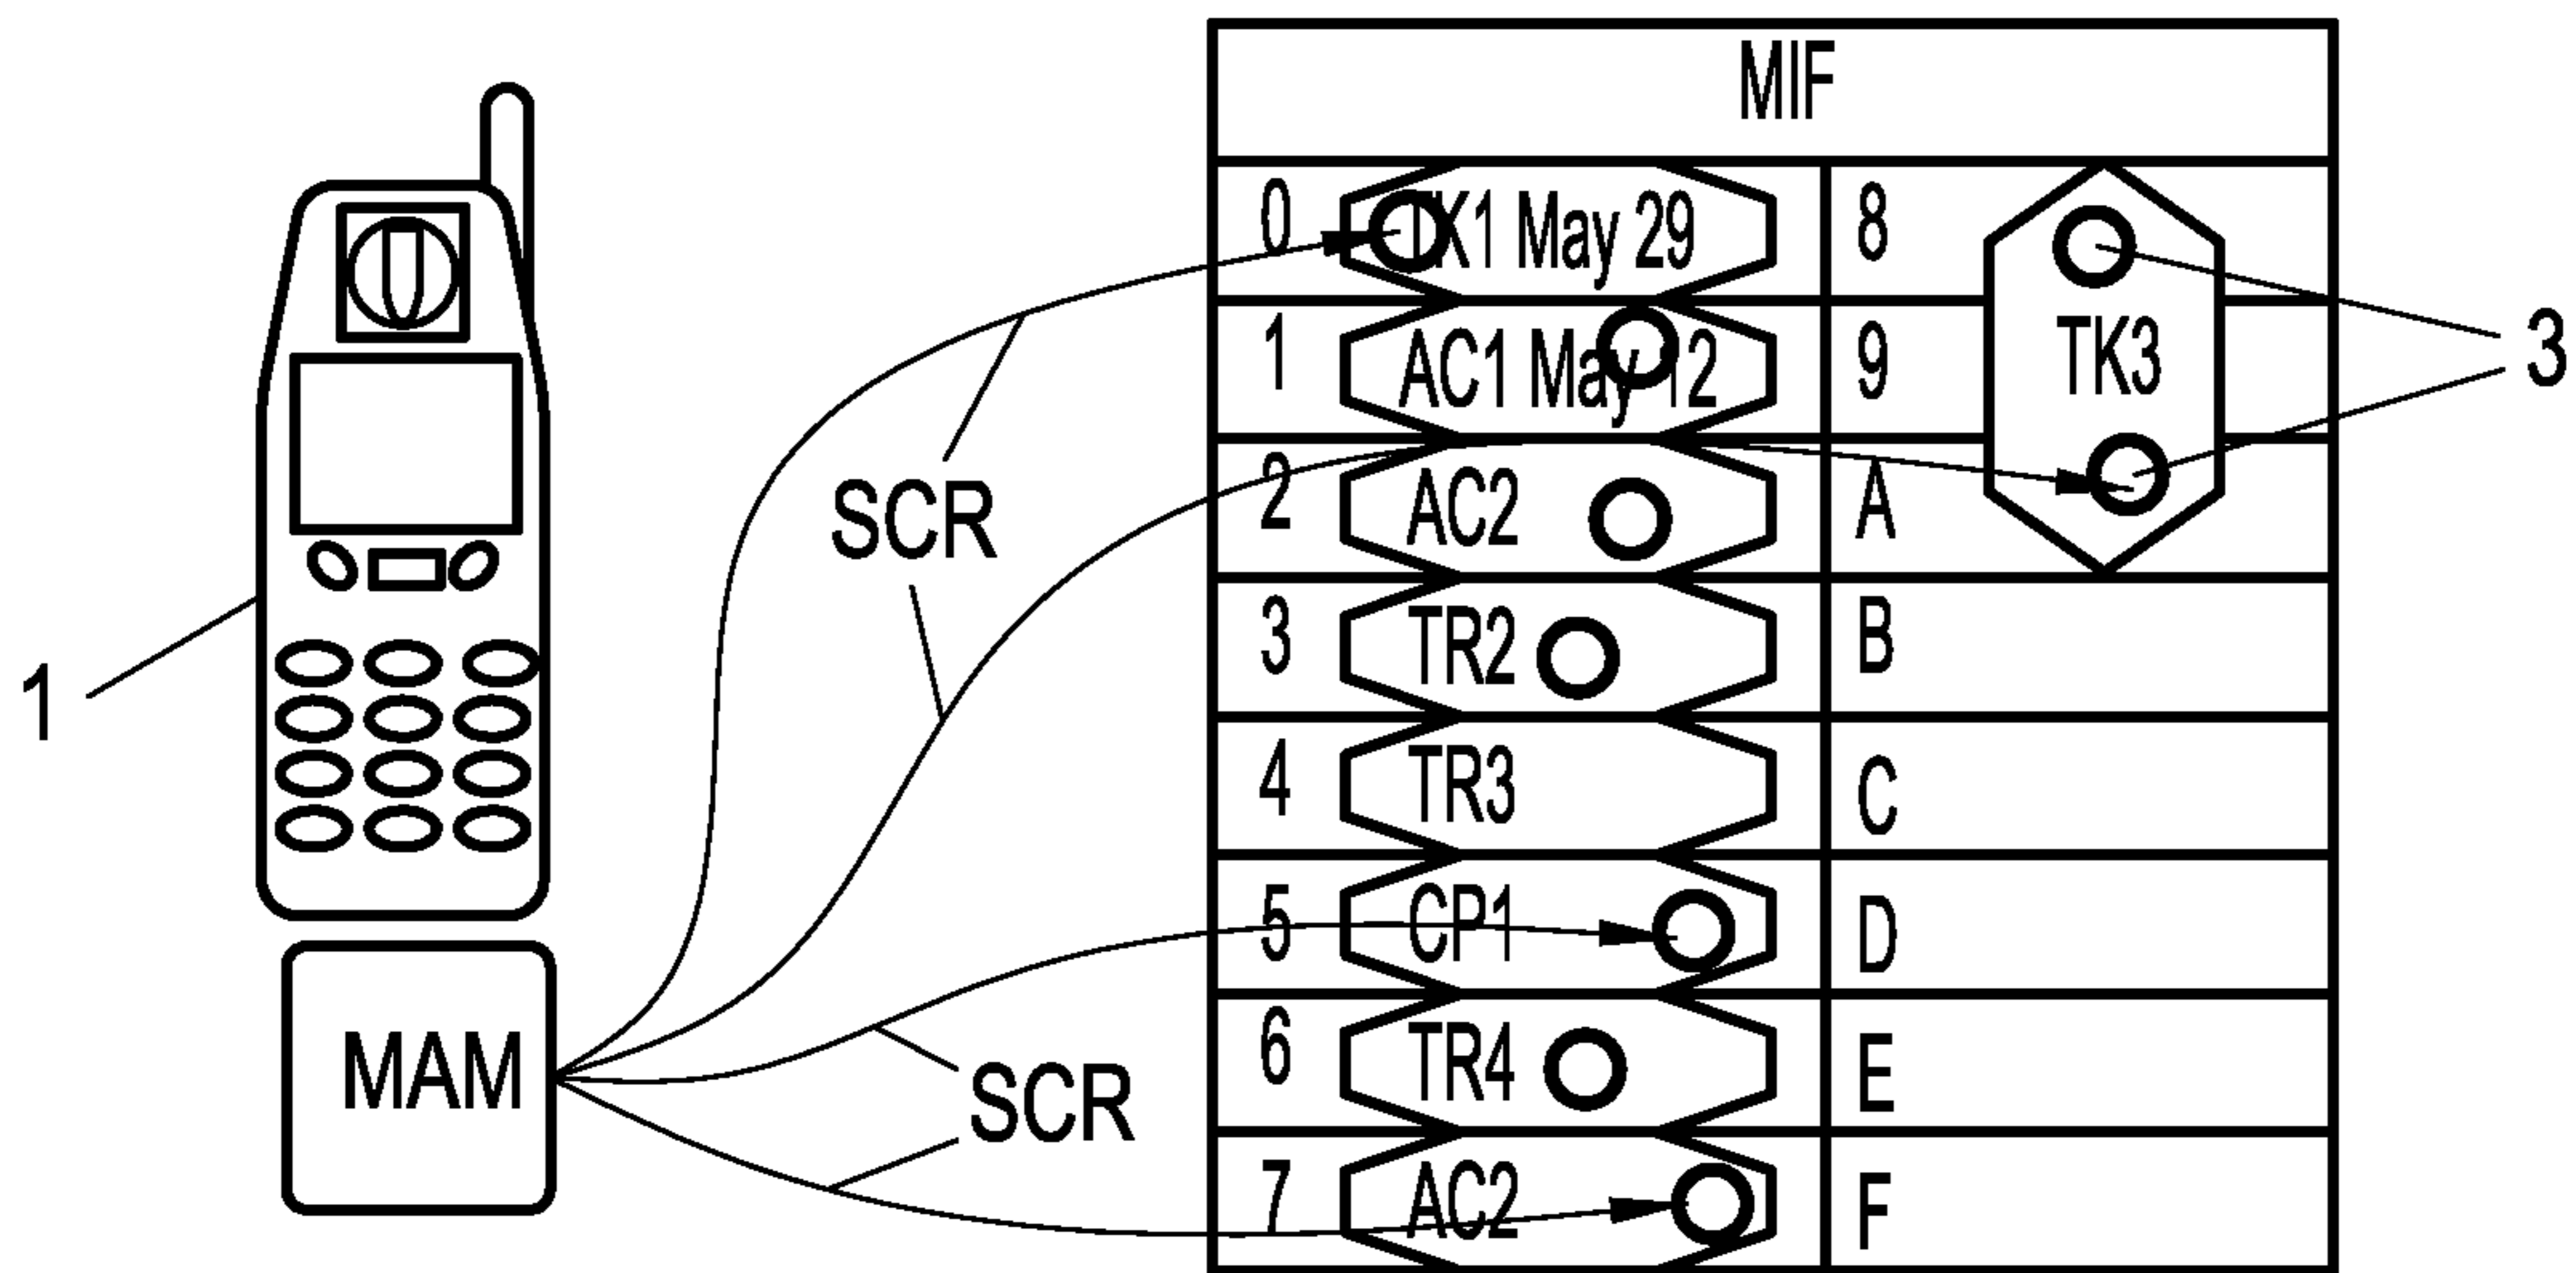 MIF
0 TK1 May 29 8
1 AC1 May 12 9 TK3
3
2 AC2 A
SCR
3 TR2 B
1
4 TR3 C
5 CP1 D
6 TR4 E
MAM
SCR
7 AC2 F